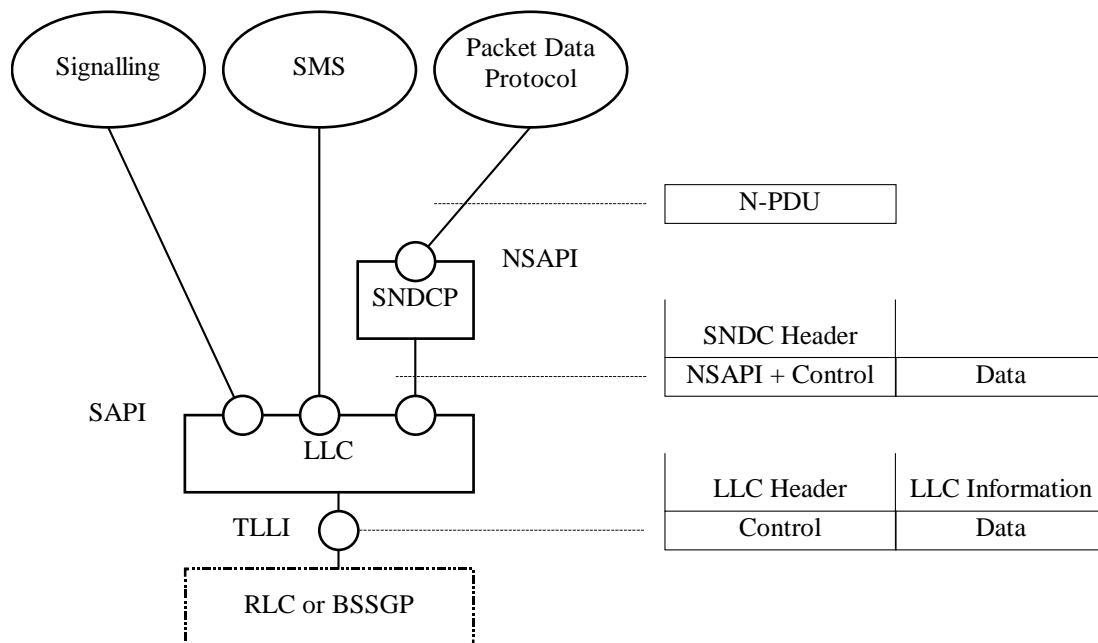 Signalling
SMS
Packet Data
Protocol
N-PDU
NSAPI
SNDCP
SNDC Header
NSAPI + Control
Data
SAPI
LLC
LLC Header
LLC Information
TLLI
Control
Data
RLC or BSSGP